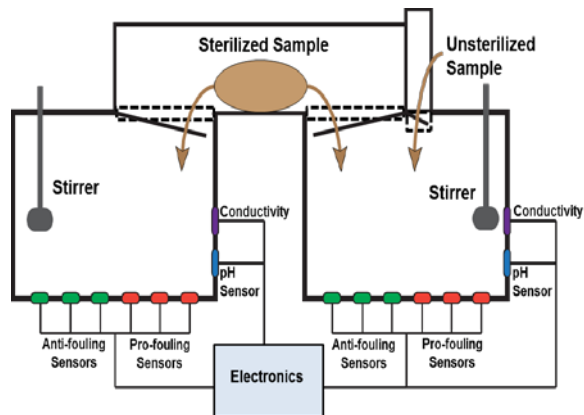 Sterilized Sample
Unsterilized
Sample
Stirrer
Stirrer
Conductivity
Conductivity
pH
Sensor
pH
Sensor
Anti-fouling
Sensors
Pro-fouling
Sensors
Anti-fouling
Sensors
Pro-fouling
Sensors
Electronics